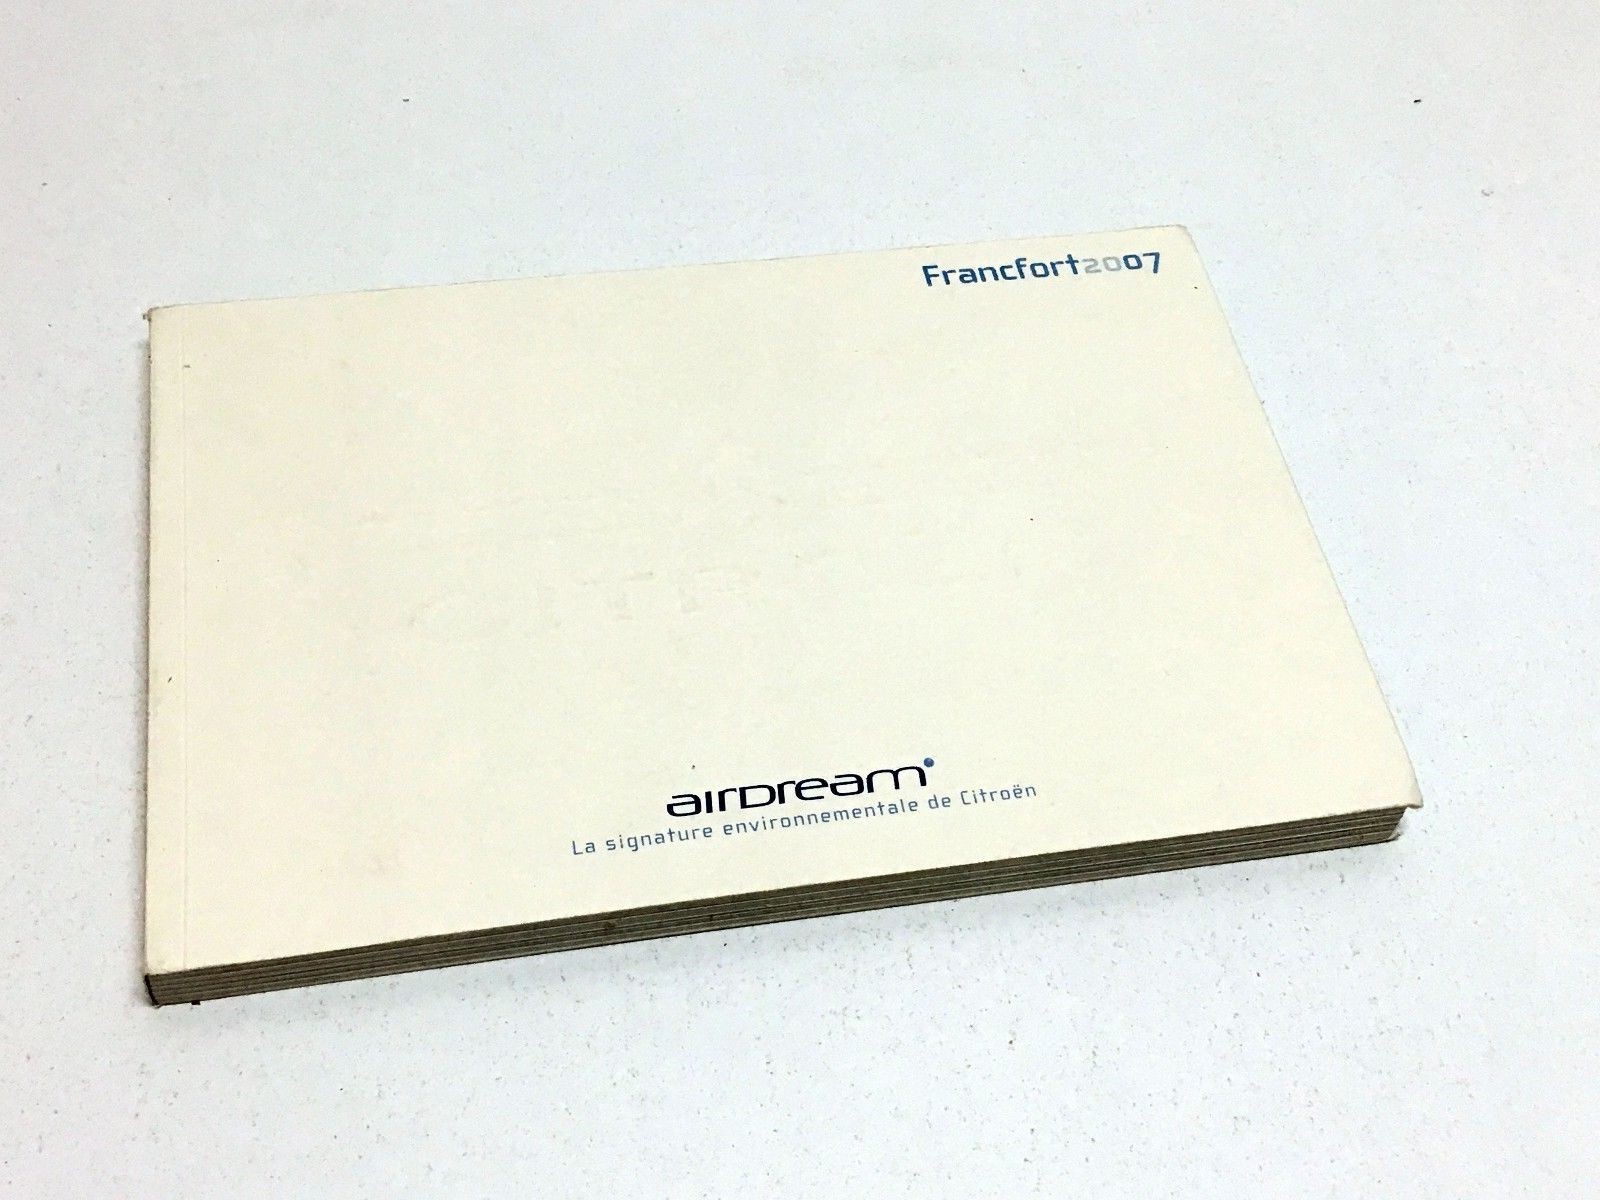 Francfort2007
airDream
La signature environnementale de Citroën